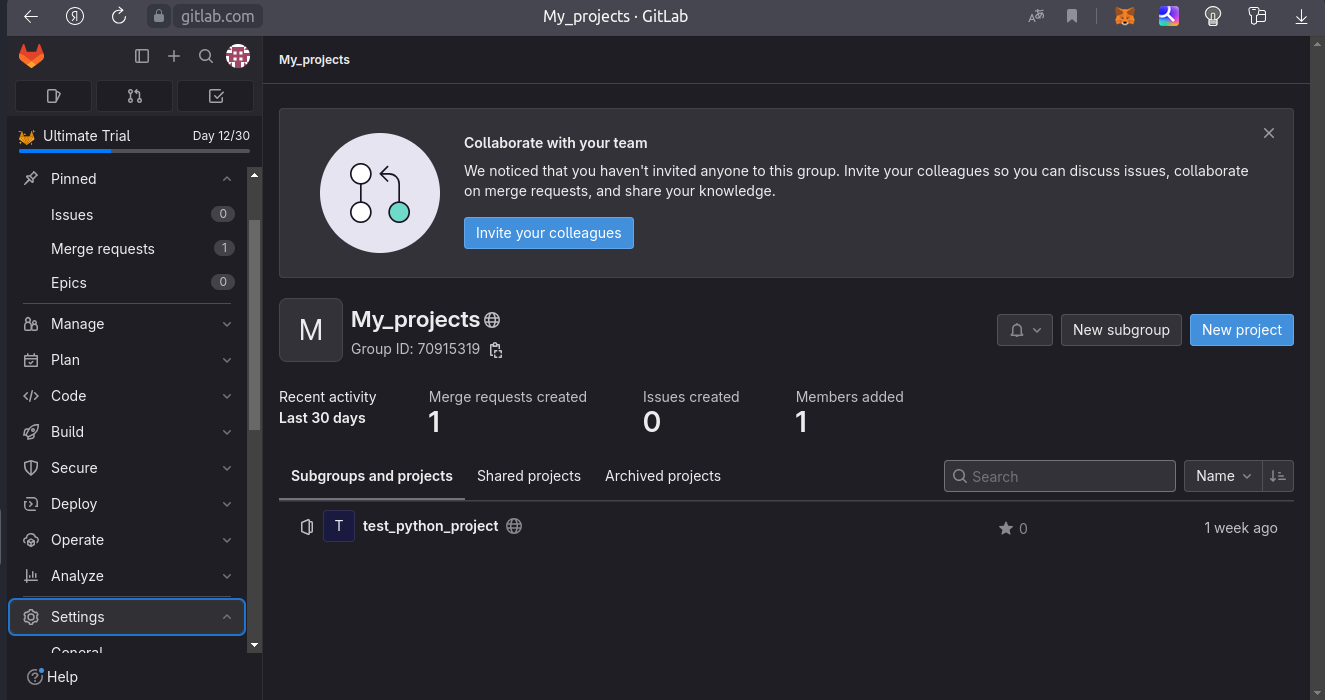 gitlab.com
My_projects · GitLab
My_projects
Ultimate Trial
Day 12/30
Pinned
Issues 0
Merge requests 1
Epics 0
Manage
Plan
Code
Build
Secure
Deploy
Operate
Analyze
Settings
General
Help
Collaborate with your team
We noticed that you haven't invited anyone to this group. Invite your colleagues so you can discuss issues, collaborate
on merge requests, and share your knowledge.
Invite your colleagues
M
My_projects
Group ID: 70915319
New subgroup
New project
Recent activity
Last 30 days
Merge requests created
1
Issues created
0
Members added
1
Subgroups and projects
Shared projects
Archived projects
Search
Name
T
test_python_project
0
1 week ago